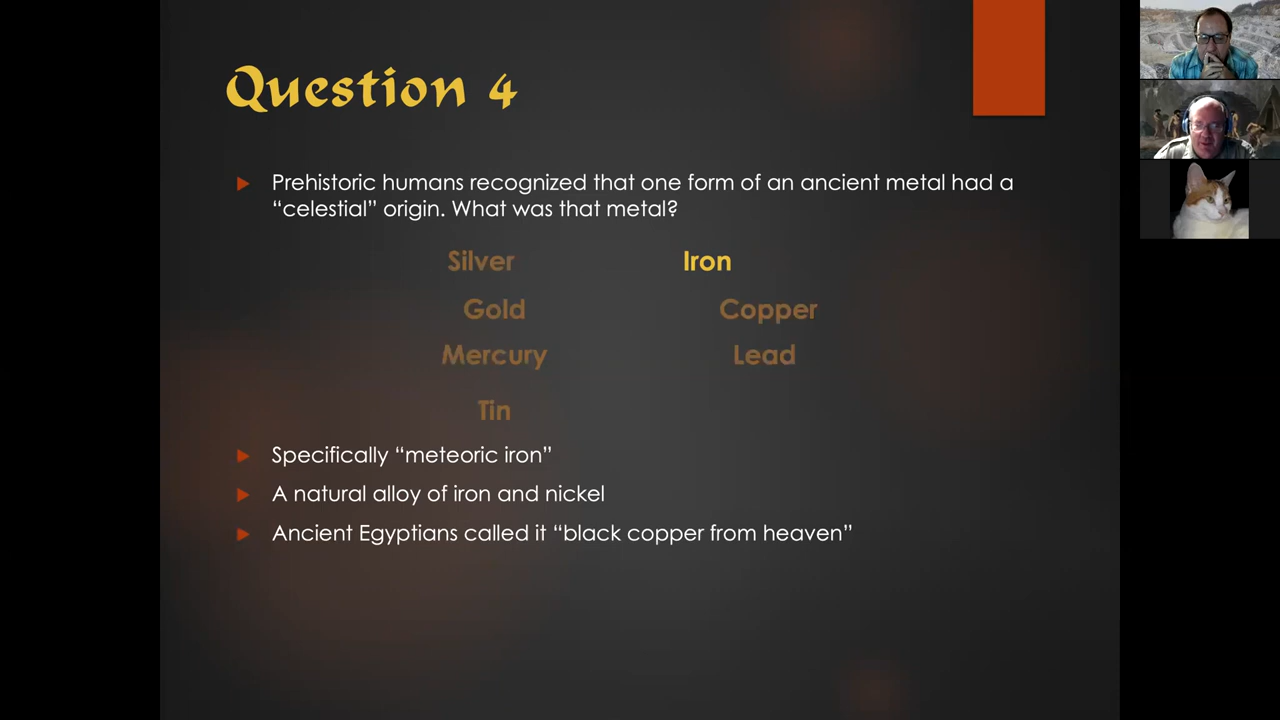 Question 4
Prehistoric humans recognized that one form of an ancient metal had a
“celestial” origin. What was that metal?
Silver Iron
Gold Copper
Mercury Lead
Tin
Specifically “meteoric iron”
A natural alloy of iron and nickel
Ancient Egyptians called it “black copper from heaven”